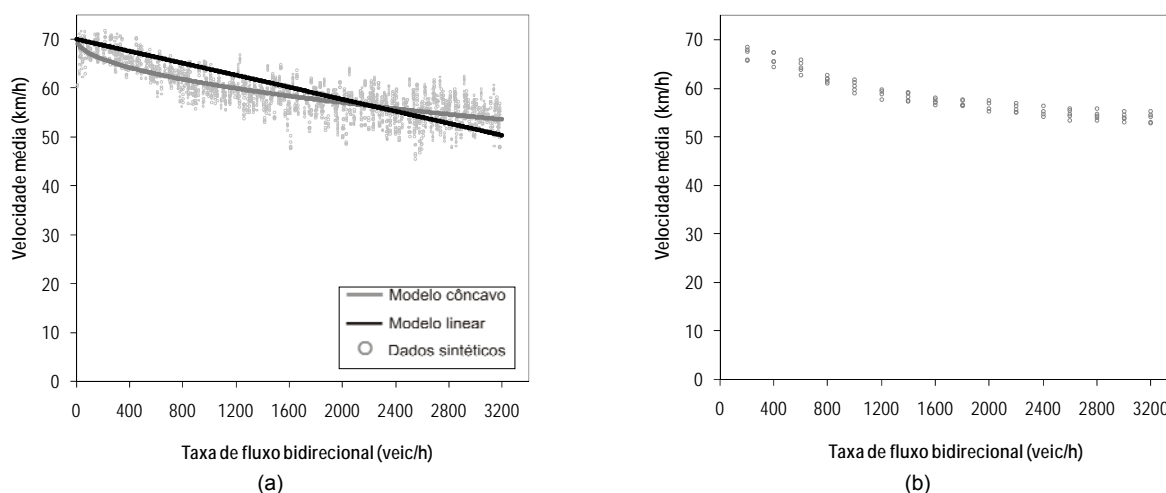 Velocidade média (km/h)
70
60
50
40
30
20
10
0
Modelo côncavo
Modelo linear
Dados sintéticos
0 400 800 1200 1600 2000 2400 2800 3200
Taxa de fluxo bidirecional (veic/h)
(a)
Velocidade média (km/h)
70
60
50
40
30
20
10
0
0 400 800 1200 1600 2000 2400 2800 3200
Taxa de fluxo bidirecional (veic/h)
(b)